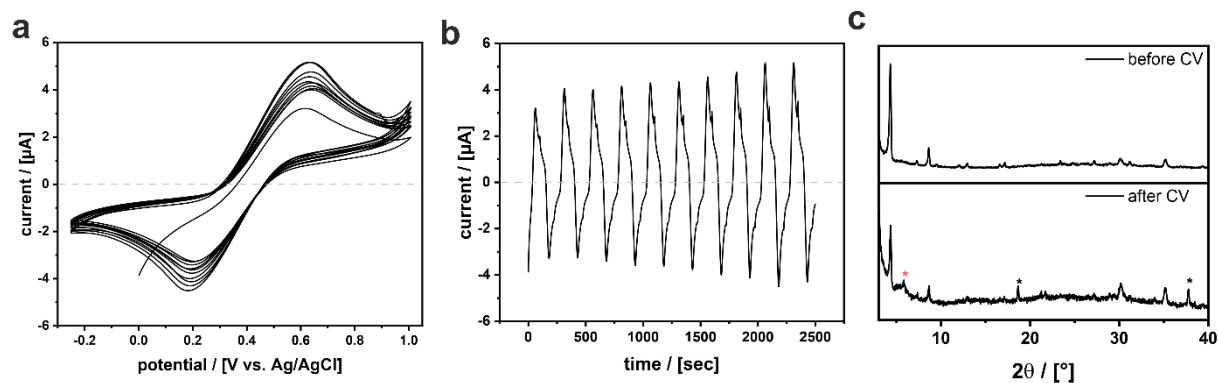 a
6
4
2
0
-2
-4
-6
current / [µA]
-0.2 0.0 0.2 0.4 0.6 0.8 1.0
potential / [V vs. Ag/AgCl]
b
6
4
2
0
-2
-4
-6
current / [µA]
0 500 1000 1500 2000 2500
time / [sec]
c
before CV
after CV
*
*
*
10 20 30 40
2θ / [°]